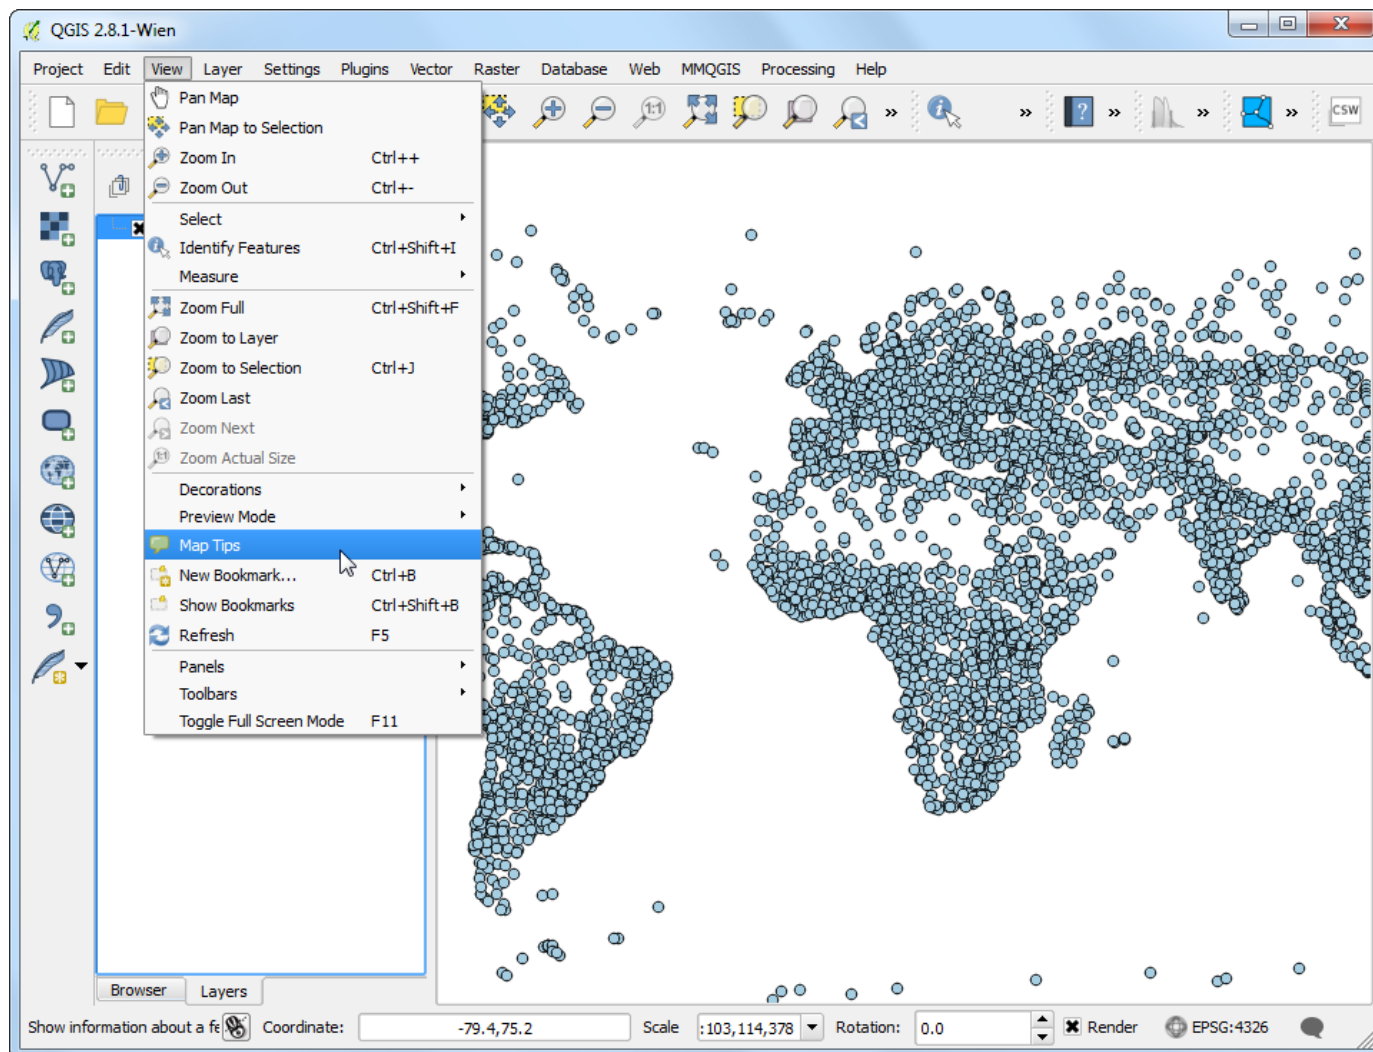 QGIS 2.8.1-Wien
Project Edit View Layer Settings Plugins Vector Raster Database Web MMQGIS Processing Help
Pan Map
Pan Map to Selection
Zoom In Ctrl++
Zoom Out Ctrl+-
Select
Identify Features Ctrl+Shift+I
Measure
Zoom Full Ctrl+Shift+F
Zoom to Layer
Zoom to Selection Ctrl+J
Zoom Last
Zoom Next
Zoom Actual Size
Decorations
Preview Mode
Map Tips
New Bookmark... Ctrl+B
Show Bookmarks Ctrl+Shift+B
Refresh F5
Panels
Toolbars
Toggle Full Screen Mode F11
1:1 » » ? » » » CSW
Browser Layers
Show information about a fe Coordinate: -79.4,75.2 Scale :103,114,378 Rotation: 0.0 Render EPSG:4326